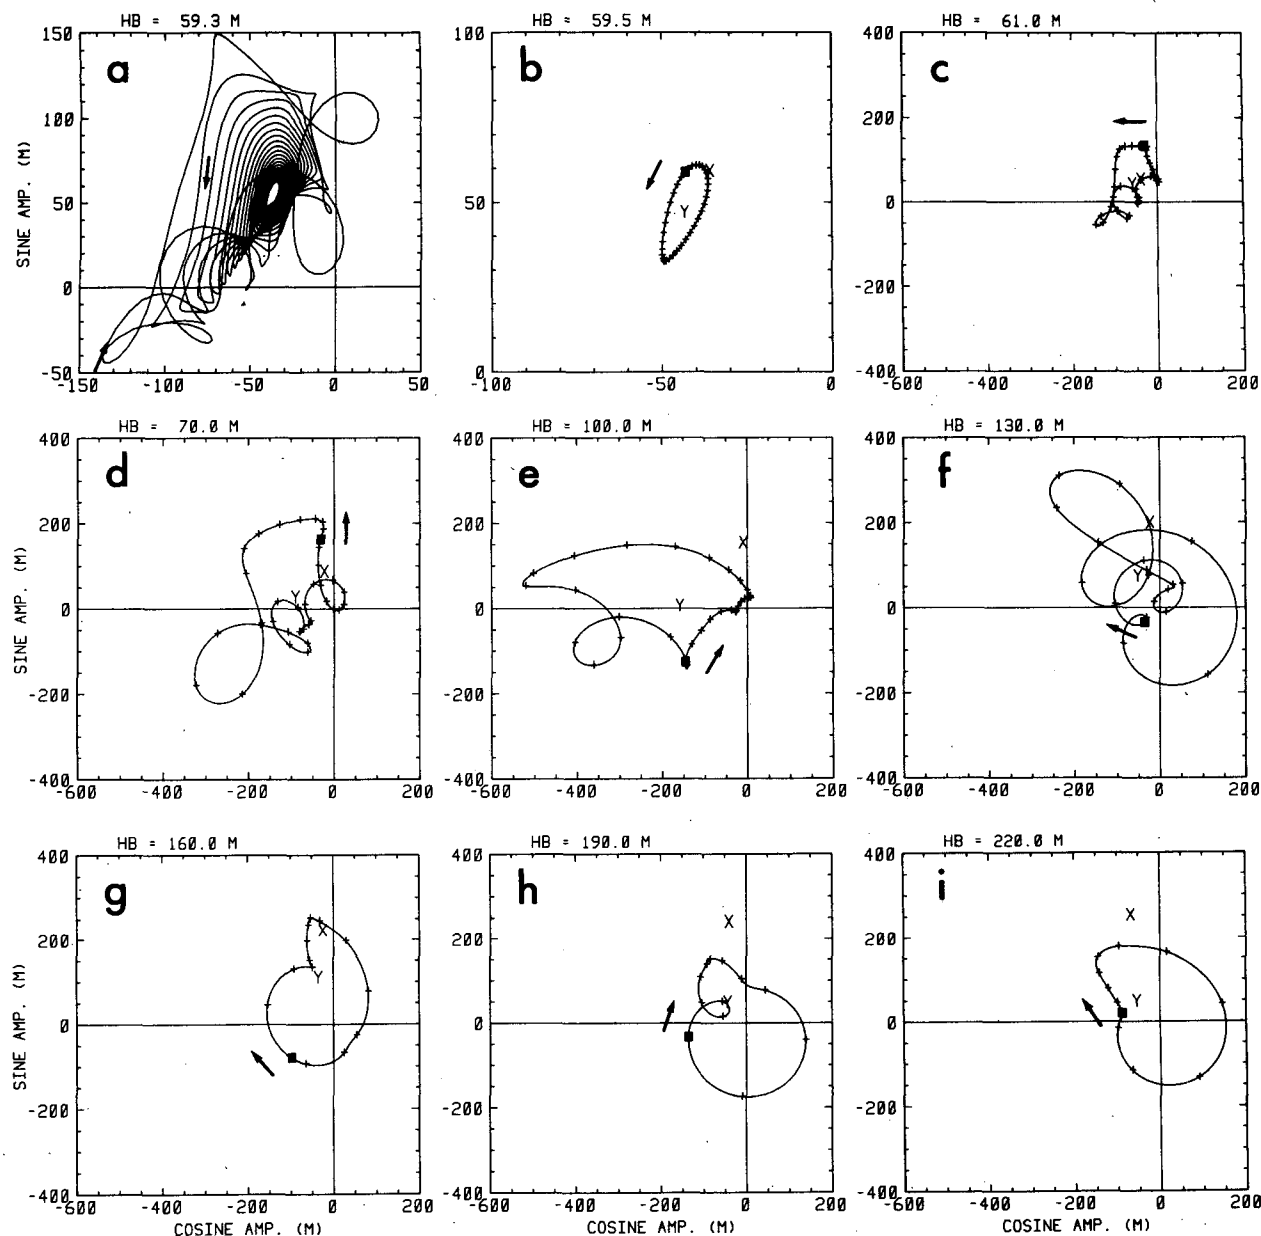 HB = 59.3 M
HB = 59.5 M
HB = 61.0 M
a
b
c
150
100
50
0
-50
SINE AMP. (M)
-150 -100 -50 0 50
100
50
0
-100 -50 0
X
Y
400
200
0
-200
-400
-600 -400 -200 0 200
Y X
HB = 70.0 M
HB = 100.0 M
HB = 130.0 M
d
e
f
400
200
0
-200
-400
SINE AMP. (M)
-600 -400 -200 0 200
X
Y
400
200
0
-200
-400
-600 -400 -200 0 200
X
Y
400
200
0
-200
-400
-600 -400 -200 0 200
X
Y
HB = 160.0 M
HB = 190.0 M
HB = 220.0 M
g
h
i
400
200
0
-200
-400
SINE AMP. (M)
-600 -400 -200 0 200
COSINE AMP. (M)
X
Y
400
200
0
-200
-400
-600 -400 -200 0 200
COSINE AMP. (M)
X
Y
400
200
0
-200
-400
-600 -400 -200 0 200
COSINE AMP. (M)
X
Y